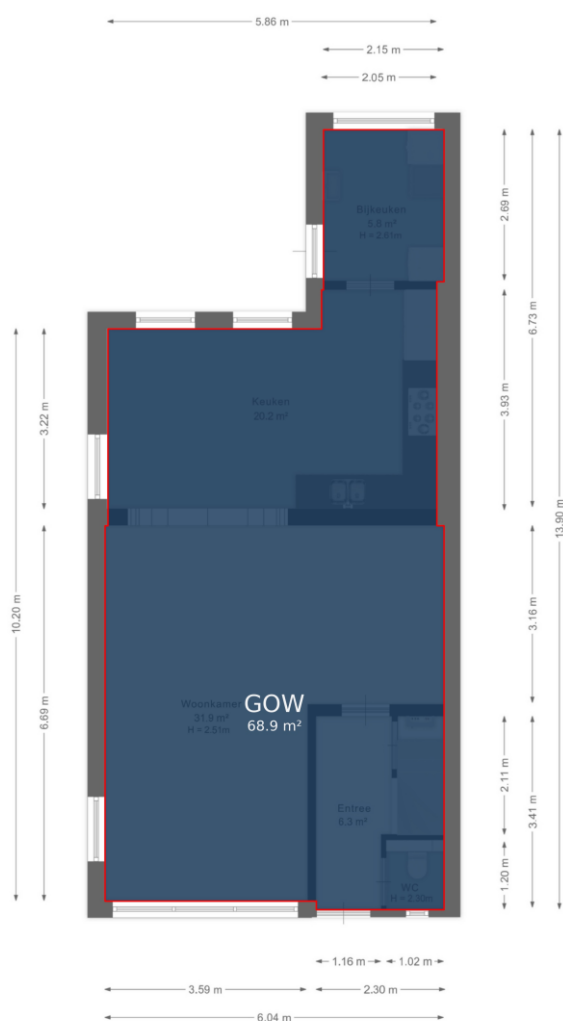 5.86 m
2.15 m
2.05 m
Bijkeuken
5.8 m²
H = 2.61m
2.69 m
6.73 m
3.93 m
13.90 m
3.22 m
Keuken
20.2 m²
10.20 m
6.69 m
3.16 m
Woonkamer
31.9 m²
H = 2.51m
GOW
68.9 m²
Entree
6.3 m²
2.11 m
3.41 m
1.20 m
WC
H = 2.30m
1.16 m
1.02 m
3.59 m
2.30 m
6.04 m